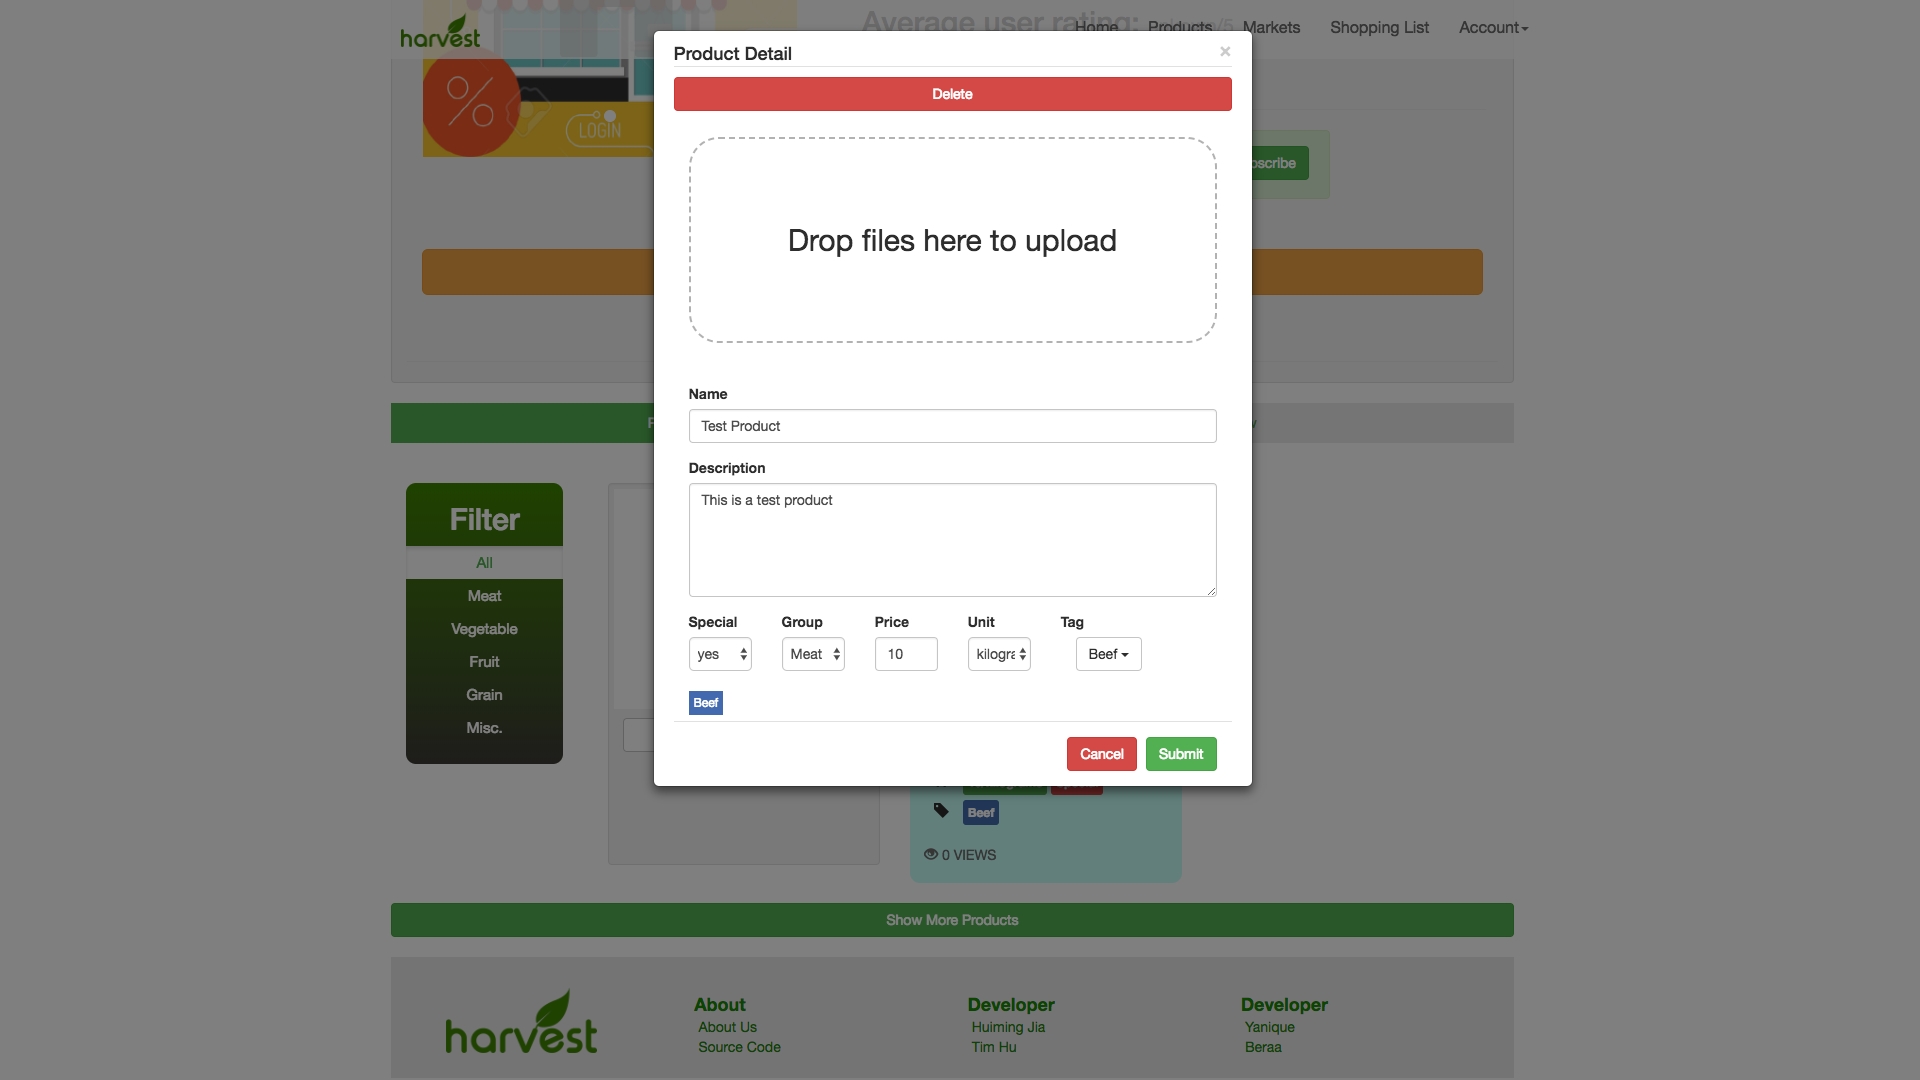 harvest
Average user rating:
Home Products Markets Shopping List Account
Product Detail
×
Delete
LOGIN
Drop files here to upload
Name
Test Product
Description
This is a test product
Filter
All
Meat
Vegetable
Fruit
Grain
Misc.
Special Group Price Unit Tag
yes Meat 10 Beef
Beef
Cancel Submit
Beef
0 VIEWS
Show More Products
harvest
About
About Us
Source Code
Developer
Huiming Jia
Tim Hu
Developer
Yanique
Beraa